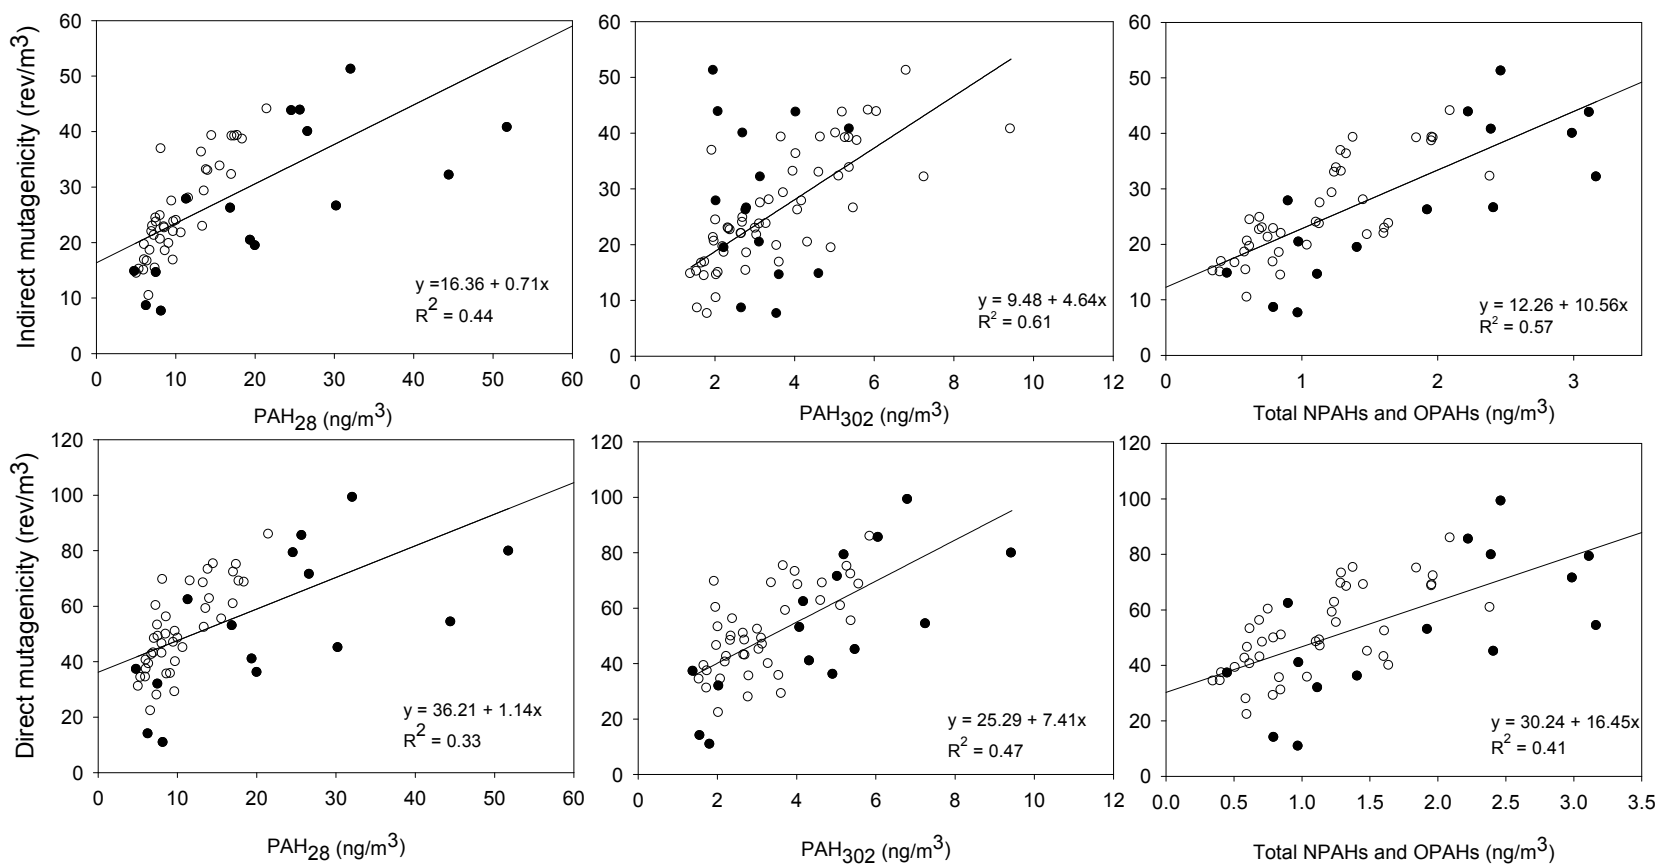 Indirect mutagenicity (rev/m3)
60
50
40
30
20
10
0
y =16.36 + 0.71x
R2 = 0.44
0 10 20 30 40 50 60
PAH28 (ng/m3)
60
50
40
30
20
10
0
y = 9.48 + 4.64x
R2 = 0.61
0 2 4 6 8 10 12
PAH302 (ng/m3)
60
50
40
30
20
10
0
y = 12.26 + 10.56x
R2 = 0.57
0 1 2 3
Total NPAHs and OPAHs (ng/m3)
Direct mutagenicity (rev/m3)
120
100
80
60
40
20
0
y = 36.21 + 1.14x
R2 = 0.33
0 10 20 30 40 50 60
PAH28 (ng/m3)
120
100
80
60
40
20
0
y = 25.29 + 7.41x
R2 = 0.47
0 2 4 6 8 10 12
PAH302 (ng/m3)
120
100
80
60
40
20
0
y = 30.24 + 16.45x
R2 = 0.41
0.0 0.5 1.0 1.5 2.0 2.5 3.0 3.5
Total NPAHs and OPAHs (ng/m3)